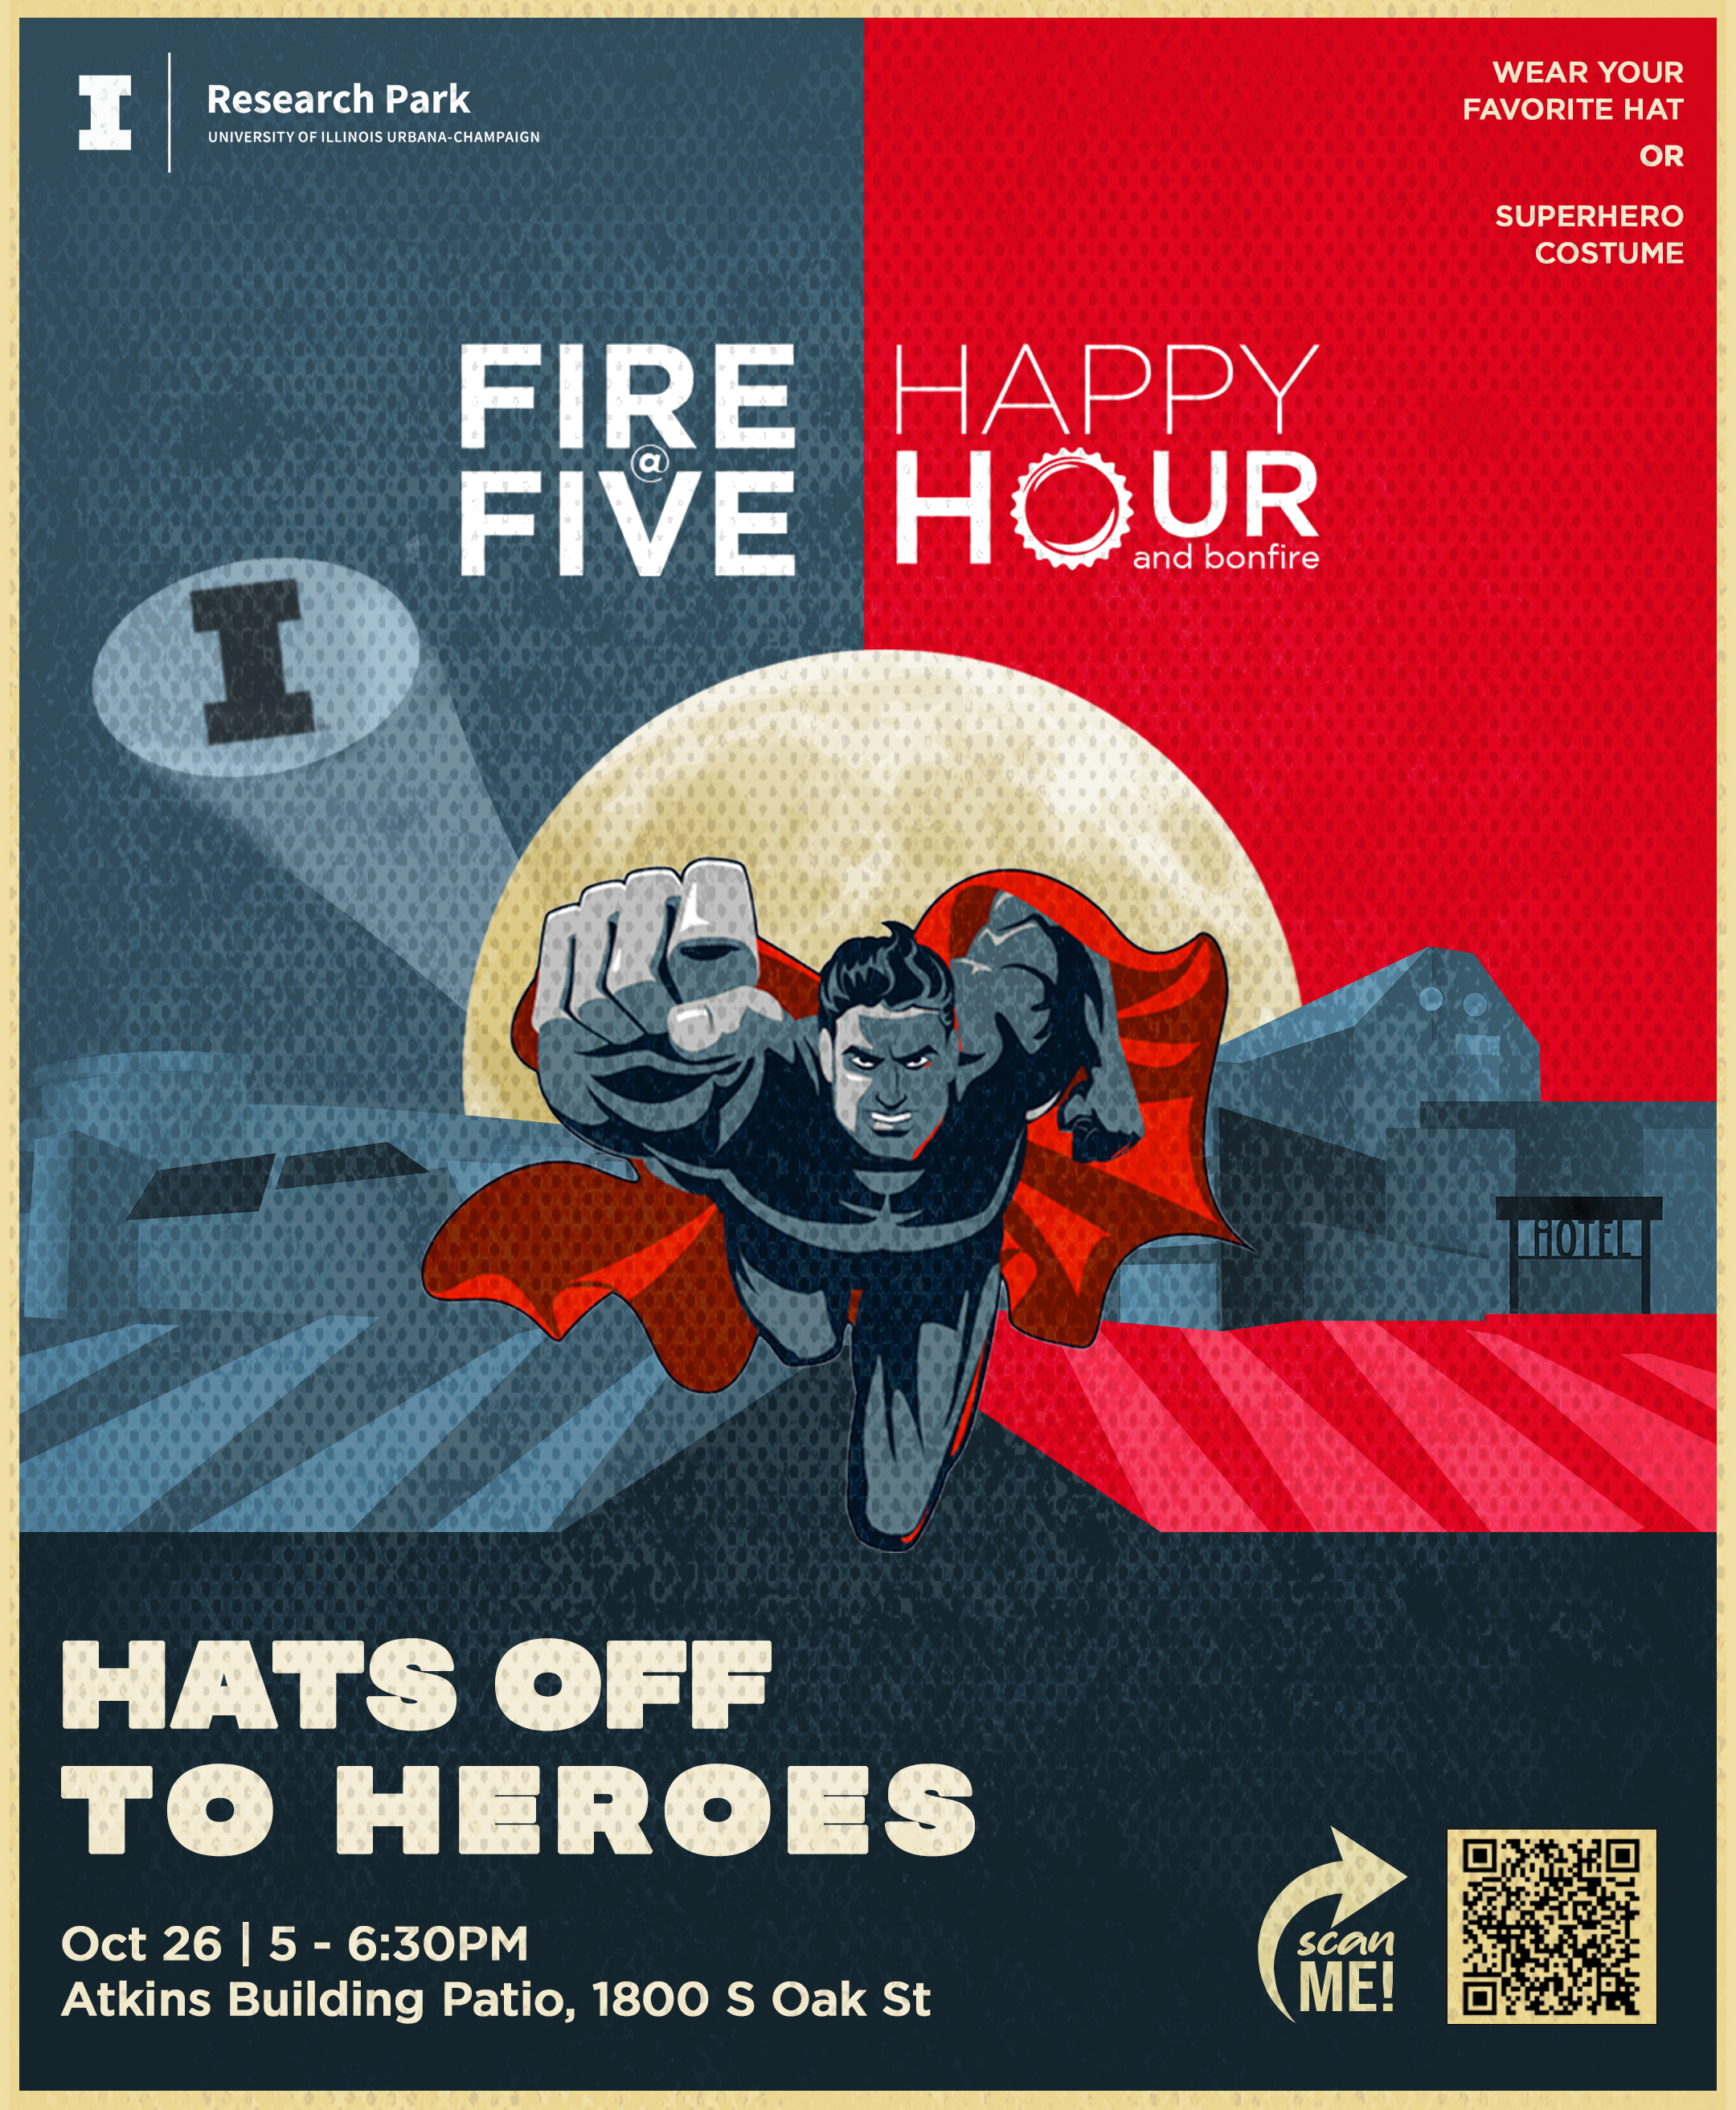 I
Research Park
UNIVERSITY OF ILLINOIS URBANA-CHAMPAIGN
WEAR YOUR
FAVORITE HAT
OR
SUPERHERO
COSTUME
FIRE
@
FIVE
HAPPY
HOUR
and bonfire
I
HOTEL
HATS OFF
TO HEROES
Oct 26 | 5 - 6:30PM
Atkins Building Patio, 1800 S Oak St
scan
ME!